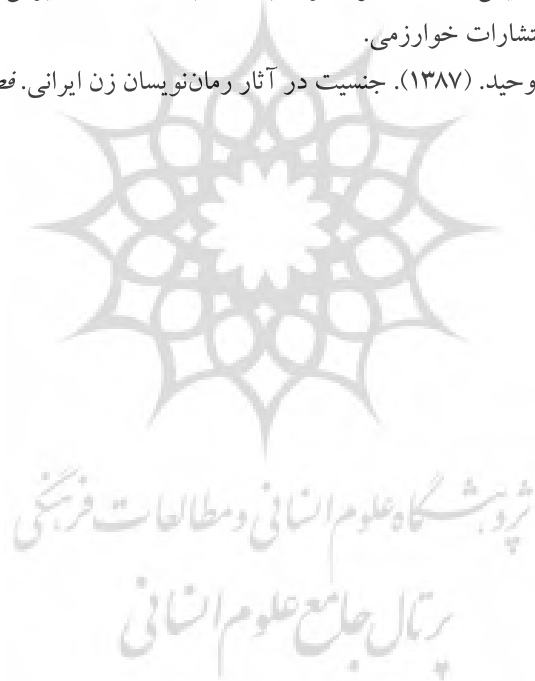 تشارات خوارزمی.
وحید. (۱۳۸۷). جنسیت در آثار رمان‌نویسان زن ایرانی.
پژوهشگاه علوم انسانی و مطالعات فرهنگی
پرتال جامع علوم انسانی